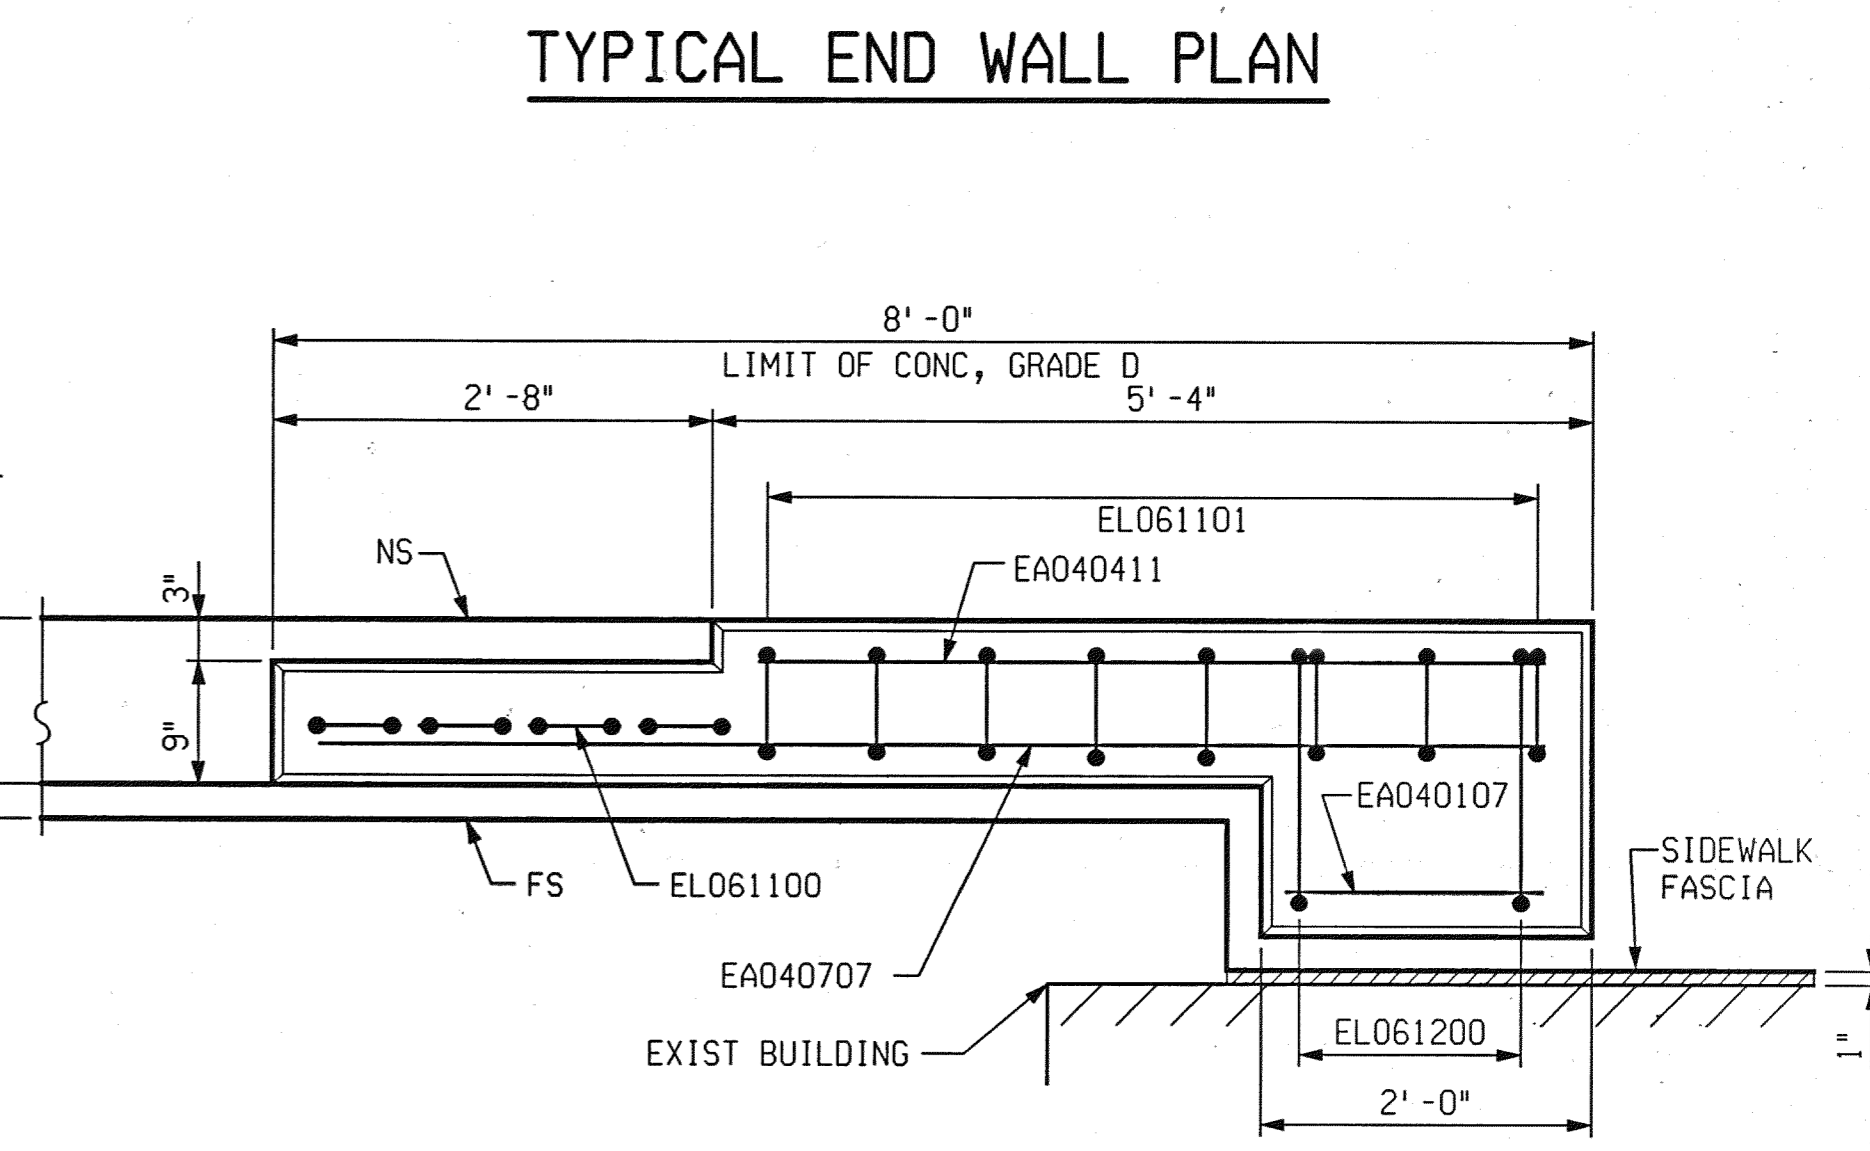 TYPICAL END WALL PLAN
8'-0"
LIMIT OF CONC, GRADE D
2'-8"
5'-4"
EL061101
NS
EA040411
3"
9"
EA040107
SIDEWALK
FASCIA
FS
EL061100
EA040707
EXIST BUILDING
EL061200
1"
2'-0"